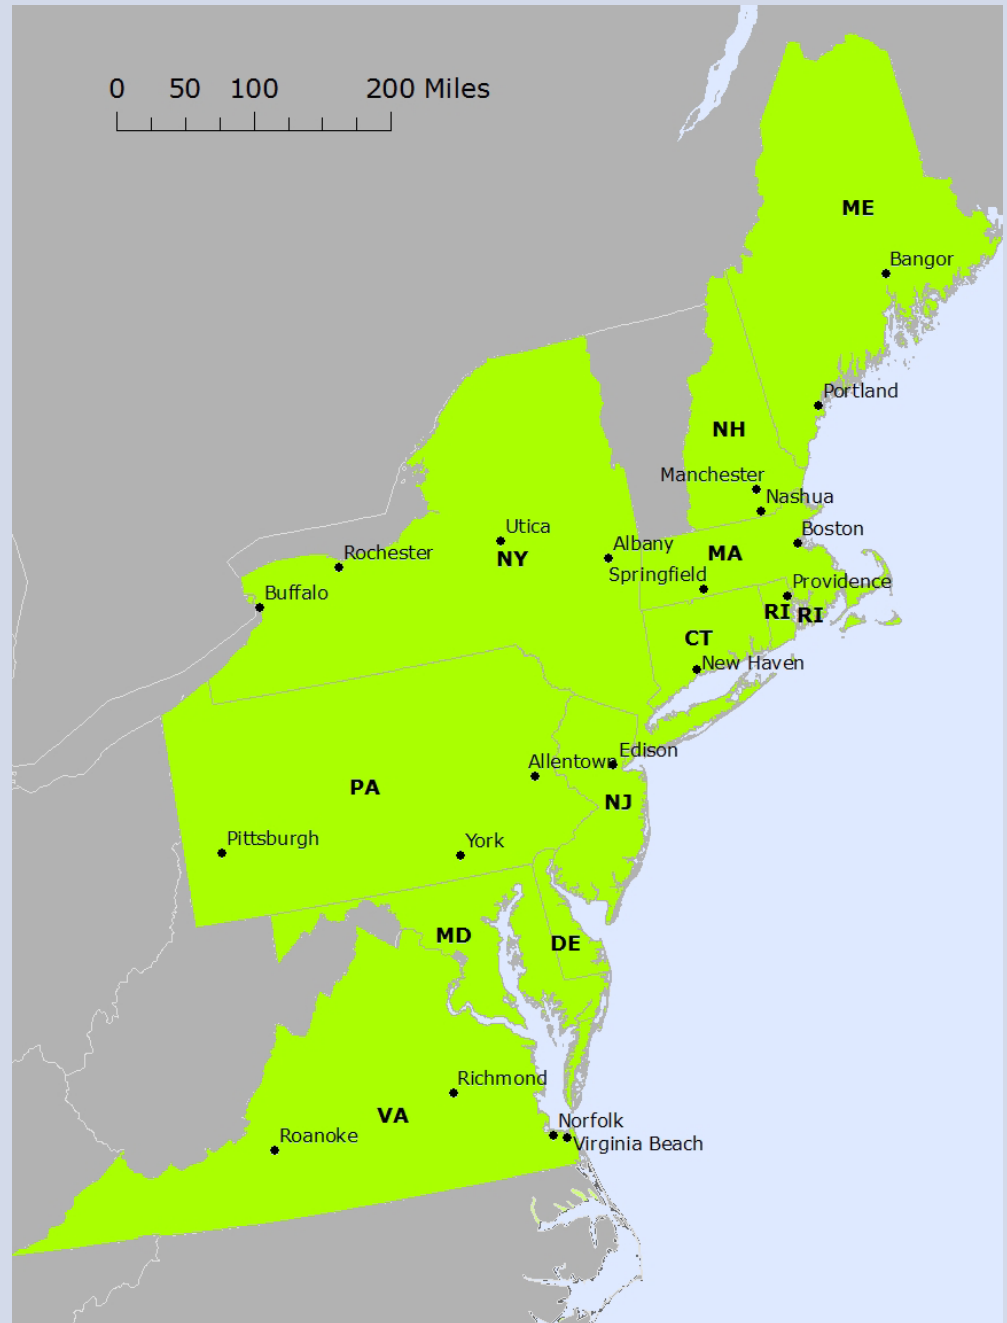 0 50 100 200 Miles
ME
Bangor
Portland
NH
Manchester
Nashua
Utica
Boston
Rochester
NY
Albany
MA
Springfield
Providence
Buffalo
RI RI
CT
New Haven
Edison
Allentown
PA
NJ
Pittsburgh
York
MD
DE
Richmond
VA
Norfolk
Roanoke
Virginia Beach